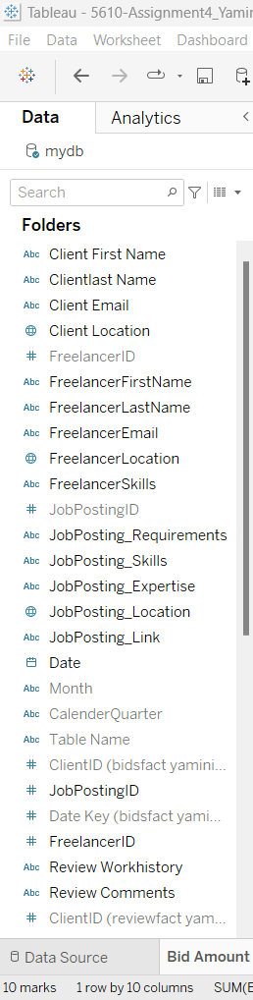 Tableau - 5610-Assignment4_Yamin
File Data Worksheet Dashboard
Data Analytics
mydb
Search
Folders
Abc Client First Name
Abc Clientlast Name
Abc Client Email
Client Location
# FreelancerID
Abc FreelancerFirstName
Abc FreelancerLastName
Abc FreelancerEmail
FreelancerLocation
Abc FreelancerSkills
# JobPostingID
Abc JobPosting_Requirements
Abc JobPosting_Skills
Abc JobPosting_Expertise
JobPosting_Location
Abc JobPosting_Link
Date
Abc Month
Abc CalenderQuarter
Abc Table Name
# ClientID (bidsfact yamini...
# JobPostingID
# Date Key (bidsfact yami...
# FreelancerID
Abc Review Workhistory
Abc Review Comments
# ClientID (reviewfact yam...
Data Source Bid Amount
10 marks 1 row by 10 columns SUM(B